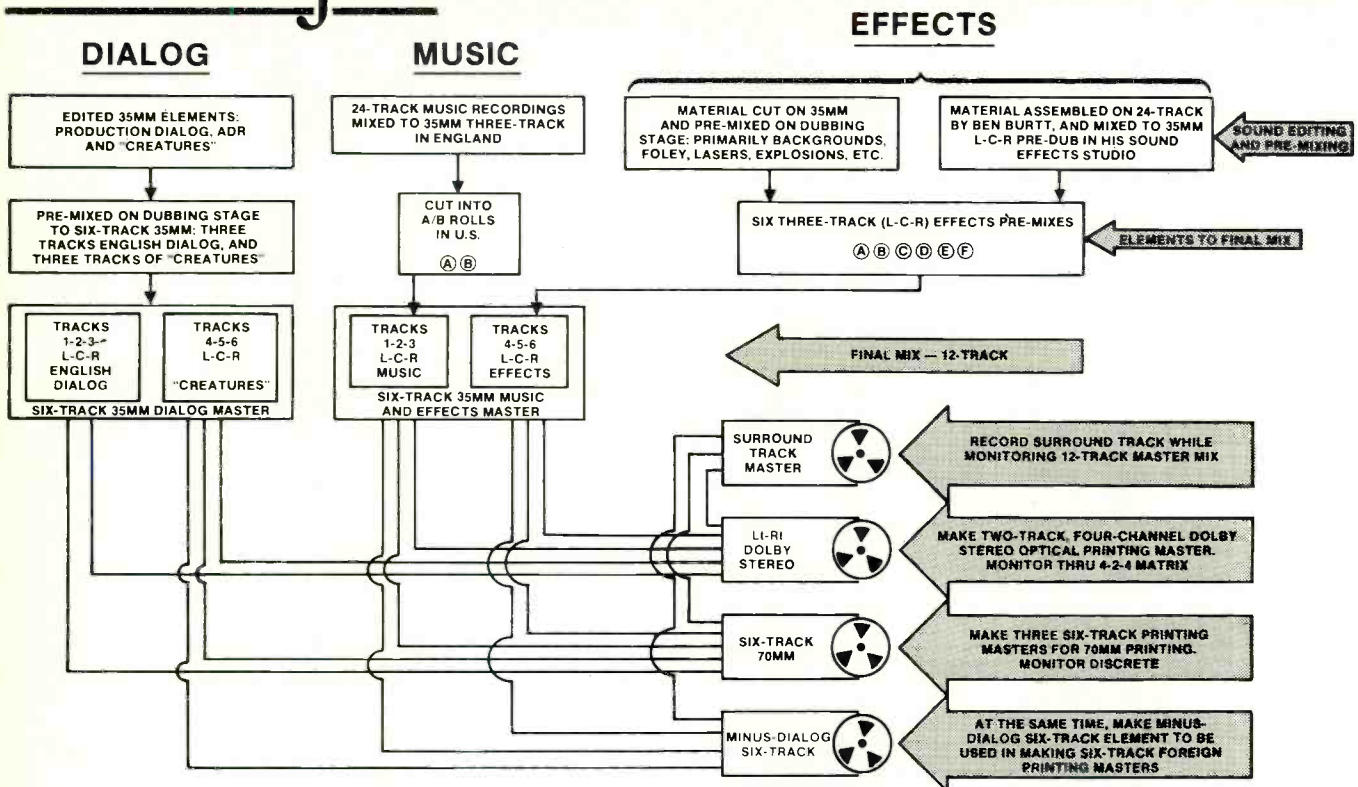 J
DIALOG
MUSIC
EFFECTS
EDITED 35MM ELEMENTS:
PRODUCTION DIALOG, ADR
AND "CREATURES"
24-TRACK MUSIC RECORDINGS
MIXED TO 35MM THREE-TRACK
IN ENGLAND
MATERIAL CUT ON 35MM
AND PRE-MIXED ON DUBBING
STAGE: PRIMARILY BACKGROUNDS,
FOLEY, LASERS, EXPLOSIONS, ETC.
MATERIAL ASSEMBLED ON 24-TRACK
BY BEN BURTT, AND MIXED TO 35MM
L-C-R PRE-DUB IN HIS SOUND
EFFECTS STUDIO
SOUND EDITING
AND PRE-MIXING
PRE-MIXED ON DUBBING STAGE
TO SIX-TRACK 35MM: THREE
TRACKS ENGLISH DIALOG, AND
THREE TRACKS OF "CREATURES"
CUT INTO
A/B ROLLS
IN U.S.
Ⓐ Ⓑ
SIX THREE-TRACK (L-C-R) EFFECTS PRE-MIXES
Ⓐ Ⓑ Ⓒ Ⓓ Ⓔ Ⓕ
ELEMENTS TO FINAL MIX
TRACKS
1-2-3-
L-C-R
ENGLISH
DIALOG
TRACKS
4-5-6
L-C-R
"CREATURES"
SIX-TRACK 35MM DIALOG MASTER
TRACKS
1-2-3
L-C-R
MUSIC
TRACKS
4-5-6
L-C-R
EFFECTS
SIX-TRACK 35MM MUSIC
AND EFFECTS MASTER
FINAL MIX — 12-TRACK
SURROUND
TRACK
MASTER
RECORD SURROUND TRACK WHILE
MONITORING 12-TRACK MASTER MIX
LI-RI
DOLBY
STEREO
MAKE TWO-TRACK, FOUR-CHANNEL DOLBY
STEREO OPTICAL PRINTING MASTER.
MONITOR THRU 4-2-4 MATRIX
SIX-TRACK
70MM
MAKE THREE SIX-TRACK PRINTING
MASTERS FOR 70MM PRINTING.
MONITOR DISCRETE
MINUS-DIALOG
SIX-TRACK
AT THE SAME TIME, MAKE MINUS-
DIALOG SIX-TRACK ELEMENT TO BE
USED IN MAKING SIX-TRACK FOREIGN
PRINTING MASTERS